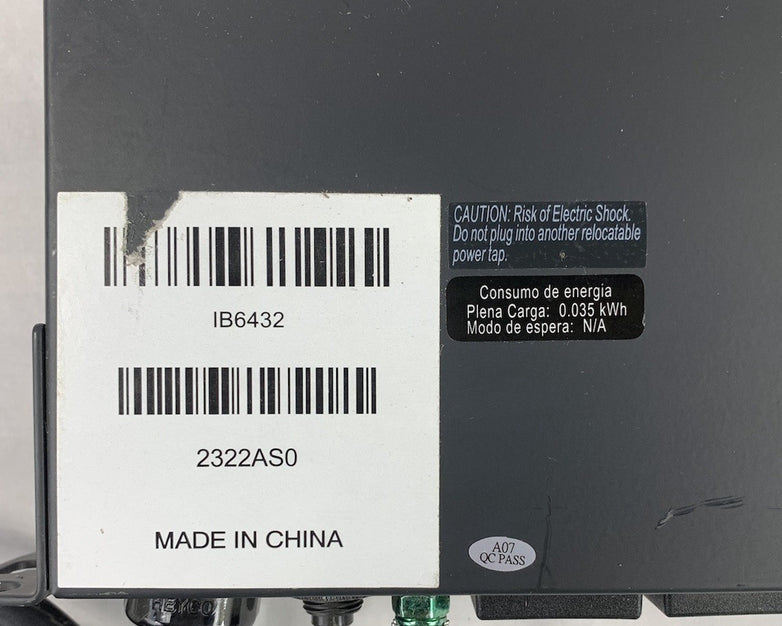 IB6432
2322AS0
MADE IN CHINA
CAUTION: Risk of Electric Shock.
Do not plug into another relocatable
power tap.
Consumo de energia
Plena Carga: 0.035 kWh
Modo de espera: N/A
A07
QC PASS